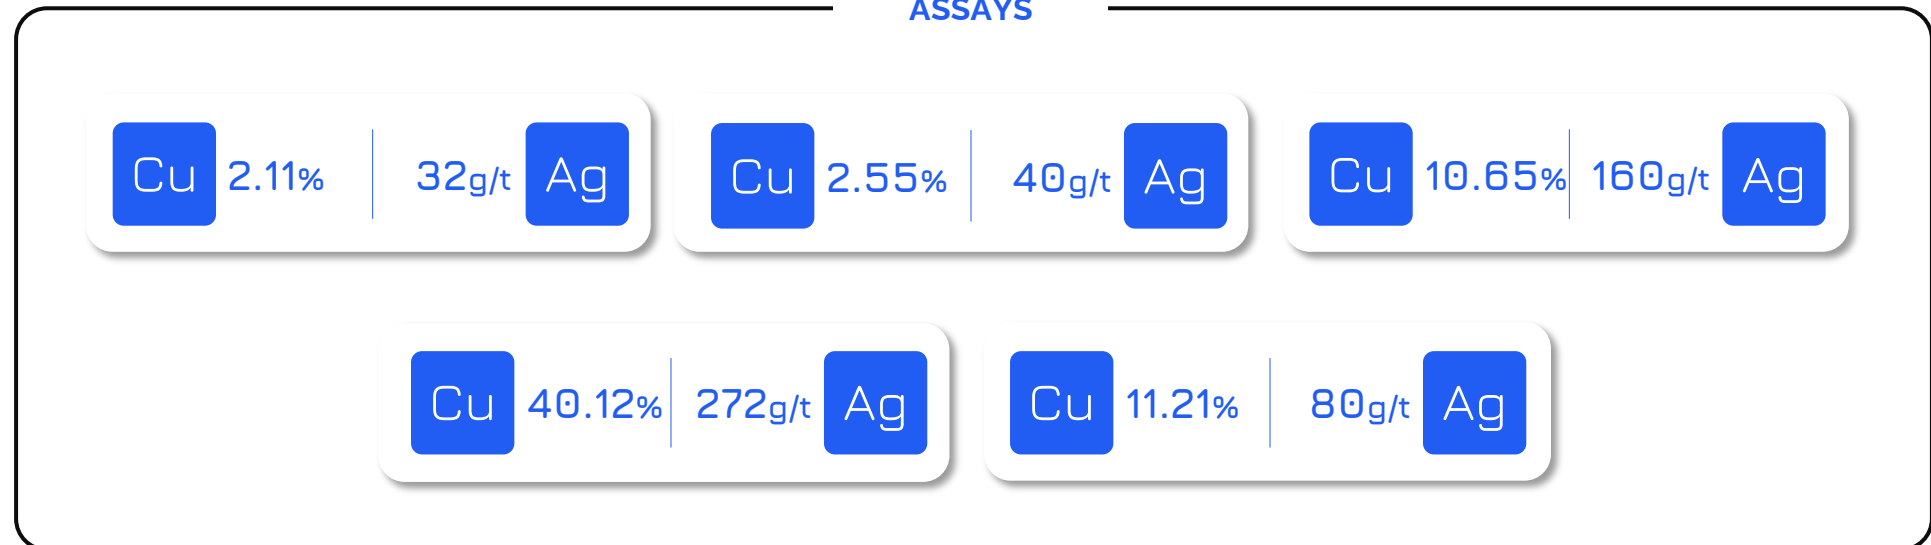 ASSAYS
Cu 2.11% 32g/t Ag
Cu 2.55% 40g/t Ag
Cu 10.65% 160g/t Ag
Cu 40.12% 272g/t Ag
Cu 11.21% 80g/t Ag